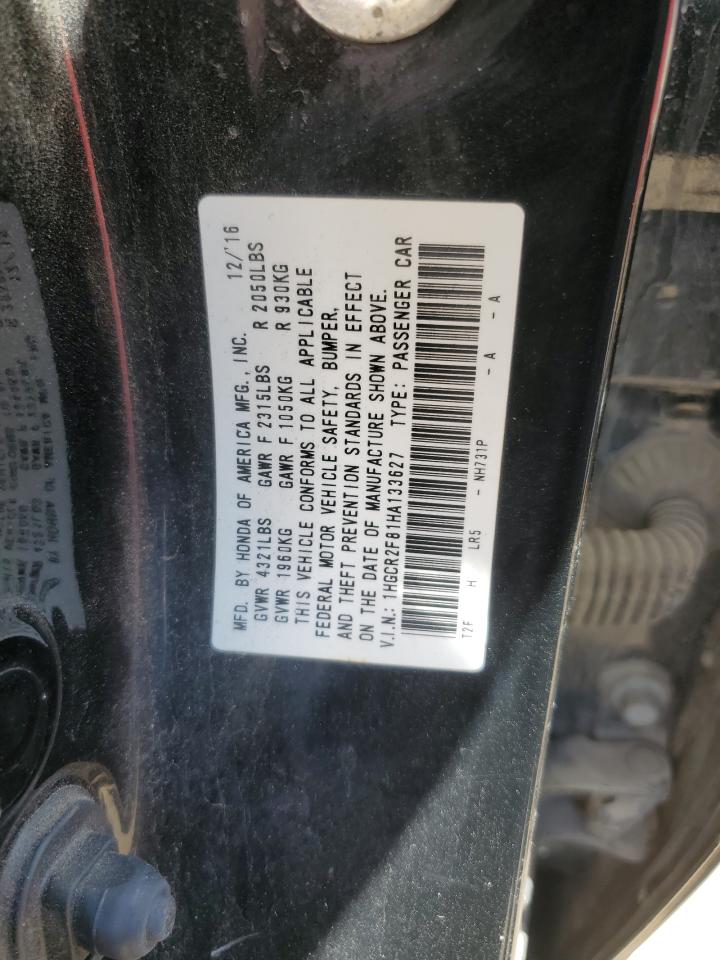 MFD. BY HONDA OF AMERICA MFG., INC. 12/'16
GVWR 4321LBS GAWR F 2315LBS R 2050LBS
GVWR 1960KG GAWR F 1050KG R 930KG
THIS VEHICLE CONFORMS TO ALL APPLICABLE
FEDERAL MOTOR VEHICLE SAFETY, BUMPER,
AND THEFT PREVENTION STANDARDS IN EFFECT
ON THE DATE OF MANUFACTURE SHOWN ABOVE.
V.I.N.: 1HGCR2F81HA133627 TYPE: PASSENGER CAR
T2F H LR5 - NH731P - A - A